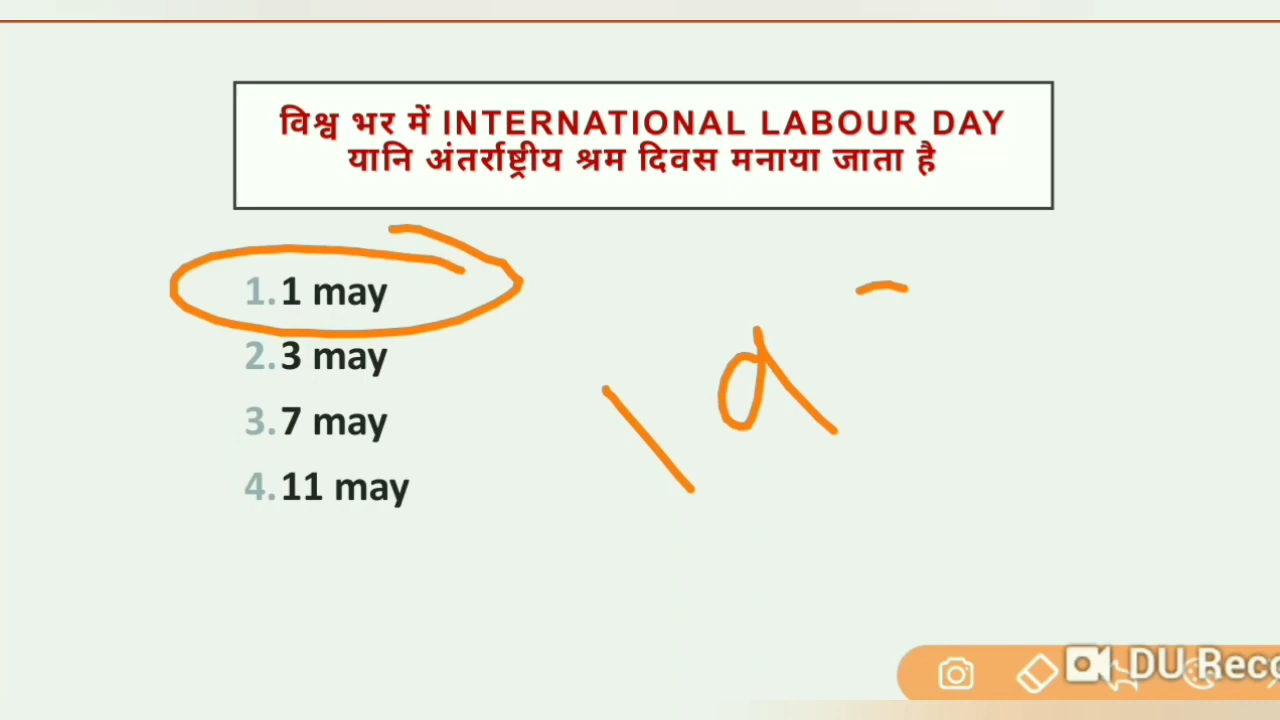 विश्व भर में INTERNATIONAL LABOUR DAY
यानि अंतर्राष्ट्रीय श्रम दिवस मनाया जाता है
1. 1 may
2. 3 may
3. 7 may
4. 11 may
DU Reco